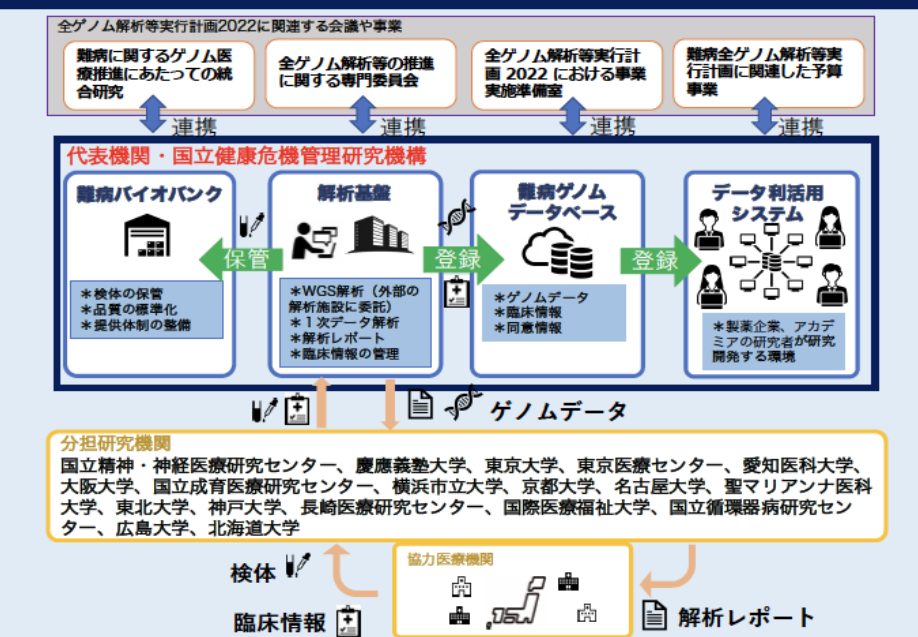 全ゲノム解析等実行計画2022に関連する会議や事業
難病に関するゲノム医
療推進にあたっての統
合研究
全ゲノム解析等の推進
に関する専門委員会
全ゲノム解析等実行計
画 2022 における事業
実施準備室
難病全ゲノム解析等実
行計画に関連した予算
事業
連携
連携
連携
連携
代表機関・国立健康危機管理研究機構
難病バイオバンク
保管
＊検体の保管
＊品質の標準化
＊提供体制の整備
解析基盤
＊WGS解析（外部の
解析施設に委託）
＊１次データ解析
＊解析レポート
＊臨床情報の管理
登録
難病ゲノム
データベース
＊ゲノムデータ
＊臨床情報
＊同意情報
登録
データ利活用
システム
＊製薬企業、アカデ
ミアの研究者が研究
開発する環境
ゲノムデータ
分担研究機関
国立精神・神経医療研究センター、慶應義塾大学、東京大学、東京医療センター、愛知医科大学、
大阪大学、国立成育医療研究センター、横浜市立大学、京都大学、名古屋大学、聖マリアンナ医科
大学、東北大学、神戸大学、長崎医療研究センター、国際医療福祉大学、国立循環器病研究セン
ター、広島大学、北海道大学
検体
臨床情報
協力医療機関
解析レポート